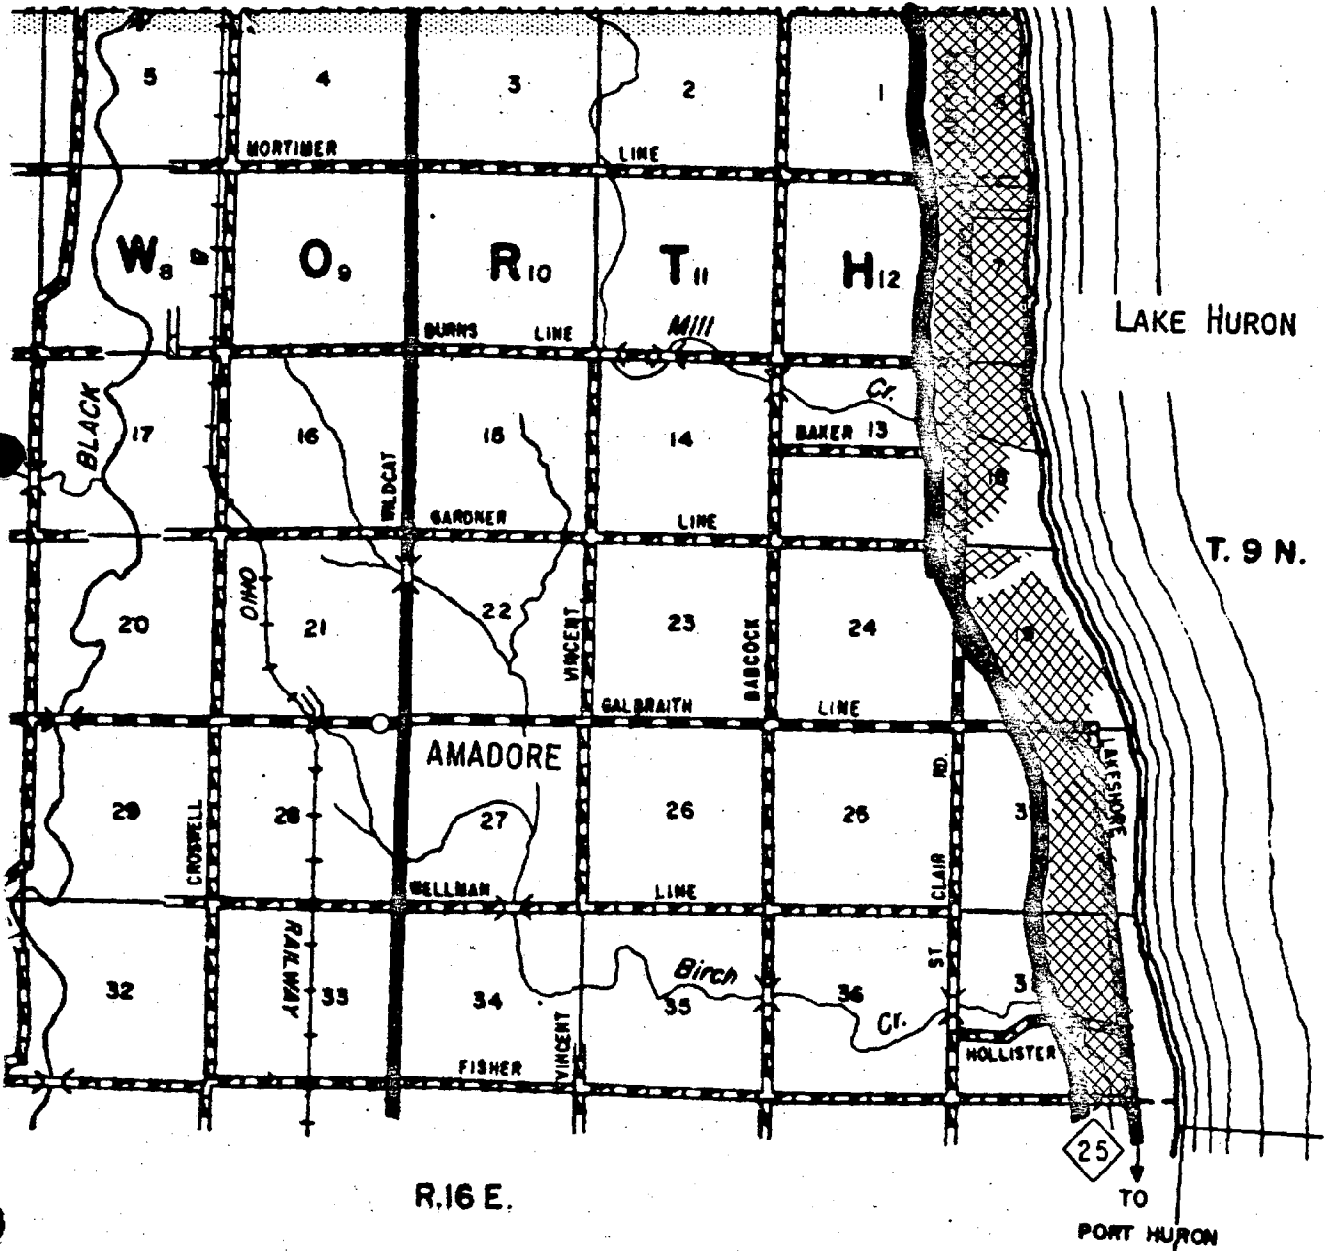 5 4 3 2 1
MORTIMER LINE
W8 O9 R10 T11 H12
LAKE HURON
BURNS LINE Mill
Cr.
BLACK 17 16 15 14 BAKER 13
18
WILDCAT
GARDNER LINE
T. 9 N.
OHIO
20 21 22 VINCENT 23 BABCOCK 24
GALBRAITH LINE
AMADORE
RD.
LAKESHORE
29 CROSWELL 28 27 26 25 3
CLAIR
WELLMAN LINE
RAILWAY
ST
Birch
32 33 34 35 36 3
Cr.
VINCENT
HOLLISTER
FISHER
25
R.16 E.
TO
PORT HURON